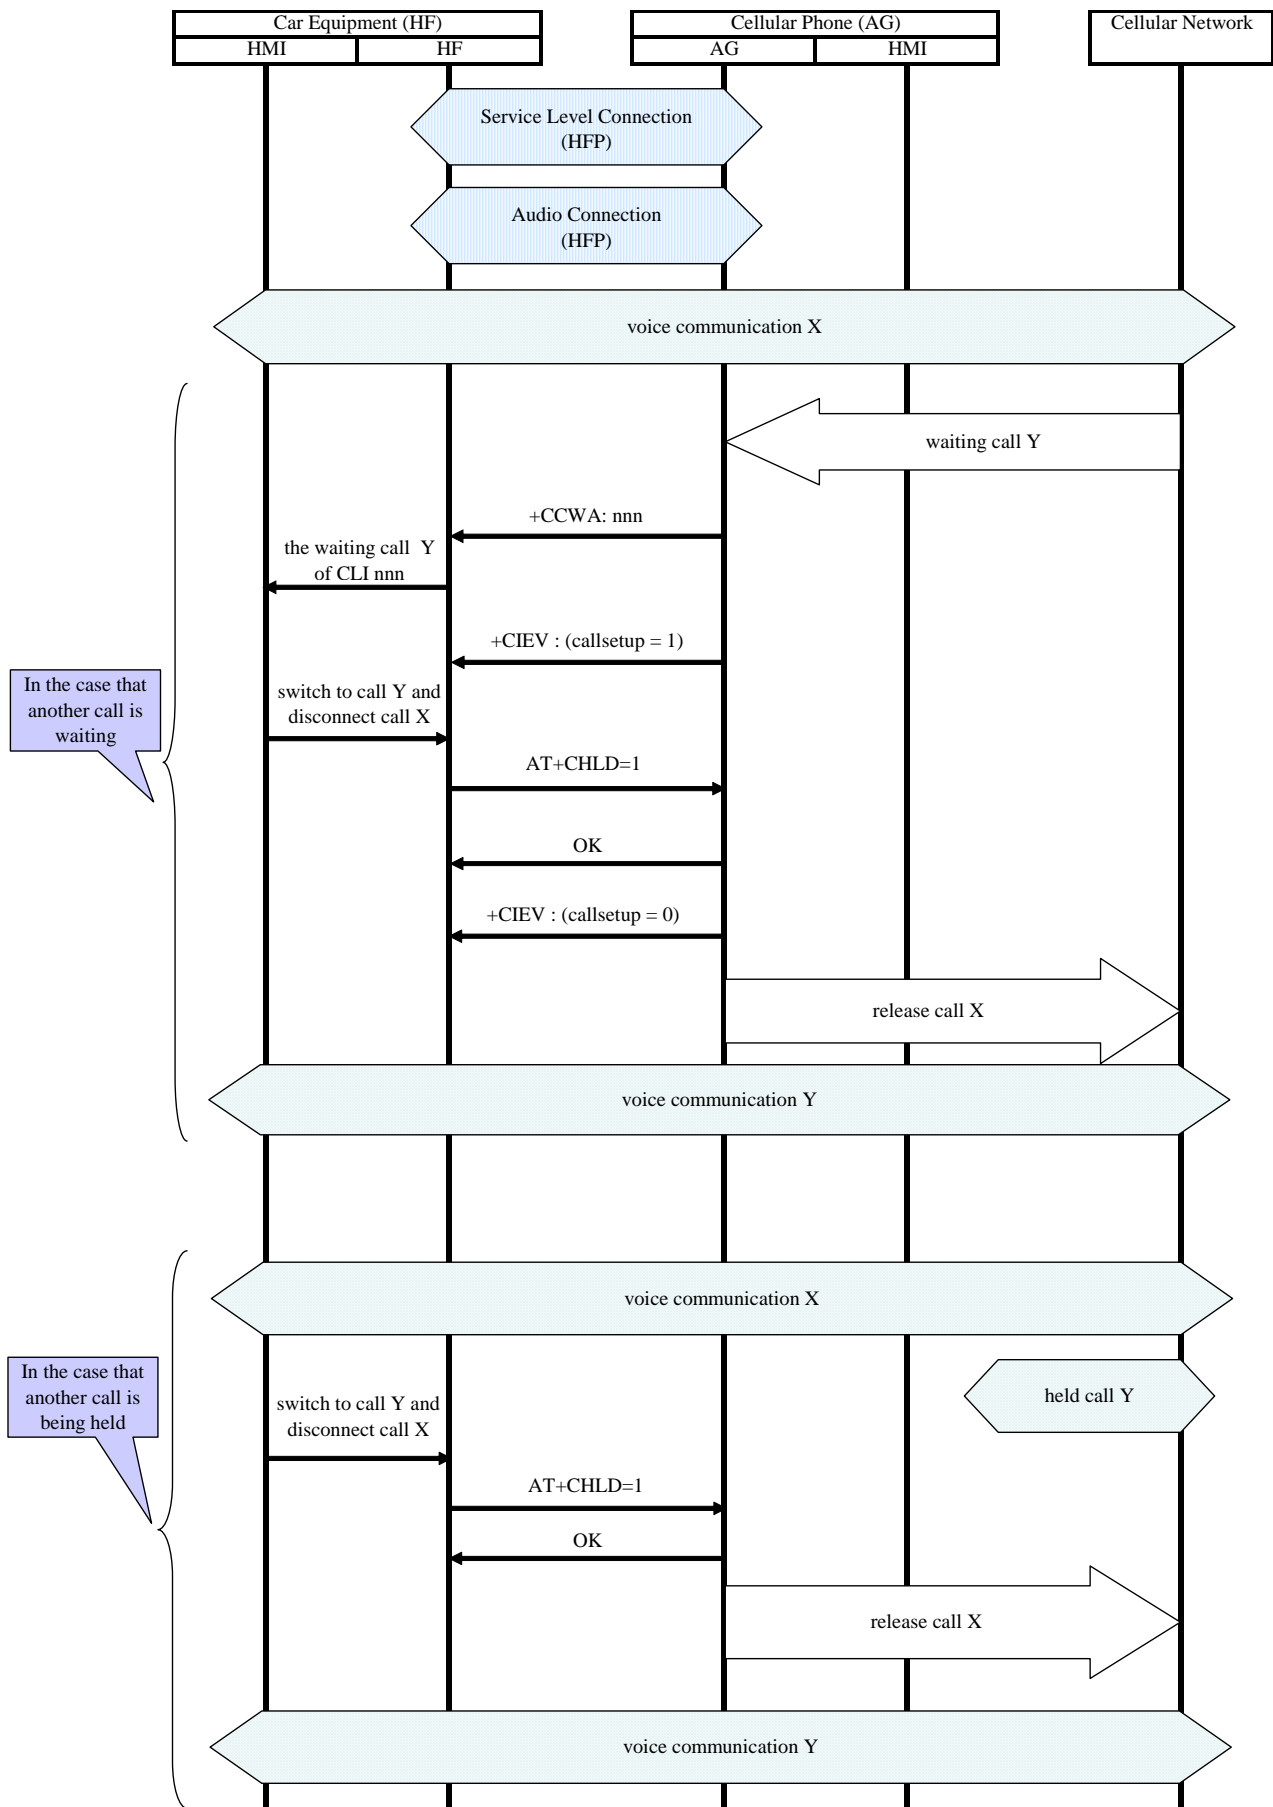 Car Equipment (HF)
Cellular Phone (AG)
Cellular Network
HMI
HF
AG
HMI
Service Level Connection
(HFP)
Audio Connection
(HFP)
voice communication X
waiting call Y
+CCWA: nnn
the waiting call Y
of CLI nnn
+CIEV : (callsetup = 1)
In the case that
another call is
waiting
switch to call Y and
disconnect call X
AT+CHLD=1
OK
+CIEV : (callsetup = 0)
release call X
voice communication Y
voice communication X
In the case that
another call is
being held
held call Y
switch to call Y and
disconnect call X
AT+CHLD=1
OK
release call X
voice communication Y